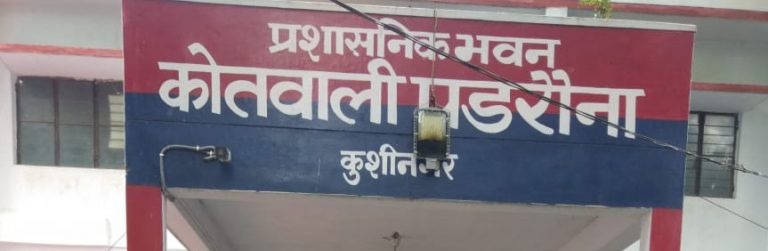 प्रशासनिक भवन
कोतवाली पडरौना
कुशीनगर